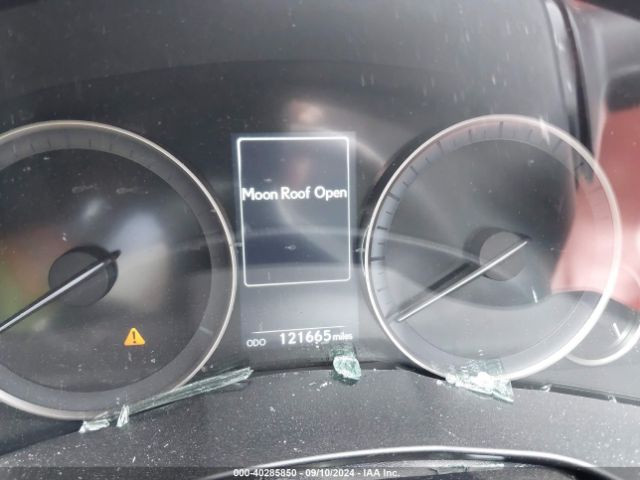 Moon Roof Open
ODO 121665 miles
000-40285850 - 09/10/2024 - IAA Inc.